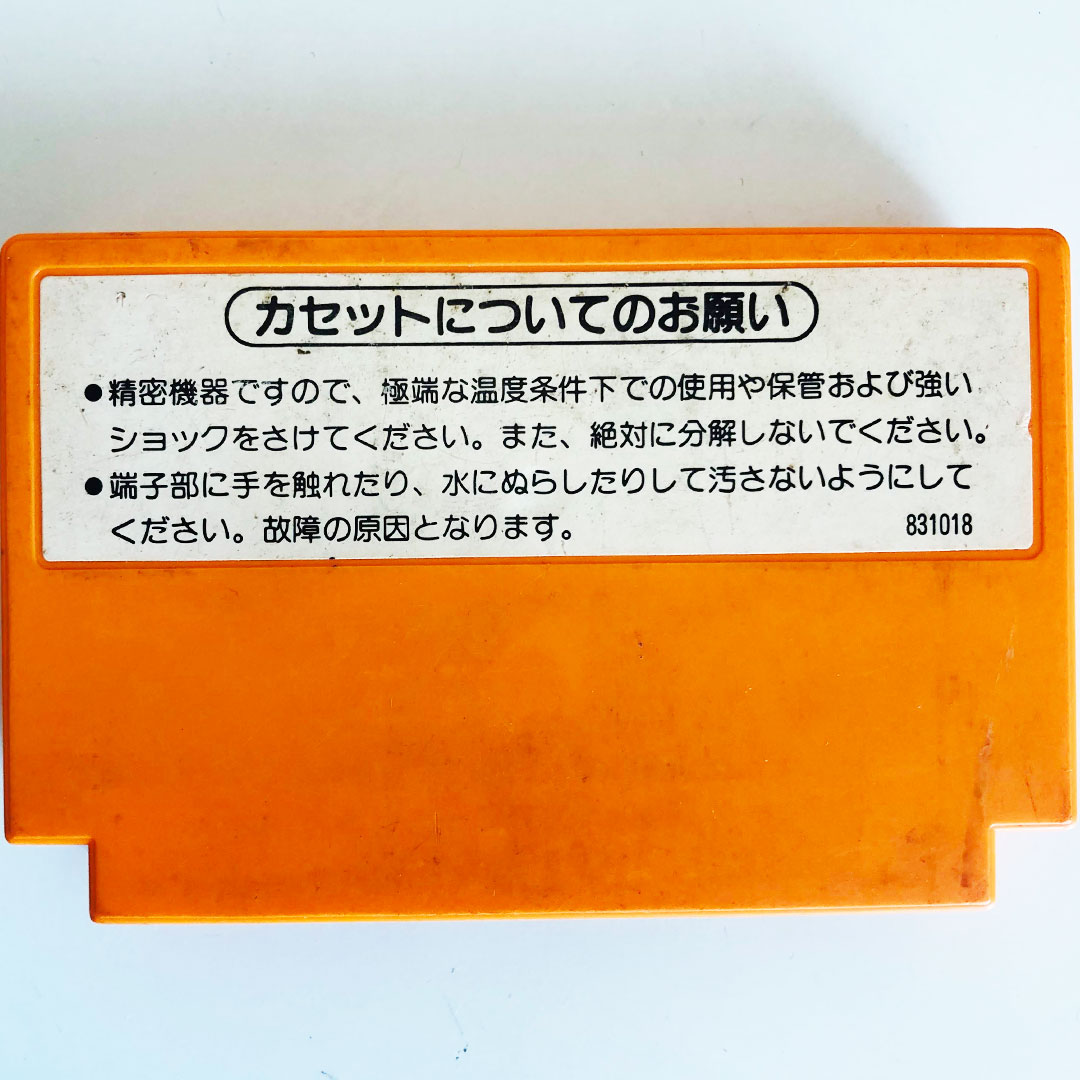 カセットについてのお願い
●精密機器ですので、極端な温度条件下での使用や保管および強い
ショックをさけてください。また、絶対に分解しないでください。
●端子部に手を触れたり、水にぬらしたりして汚さないようにして
ください。故障の原因となります。 831018